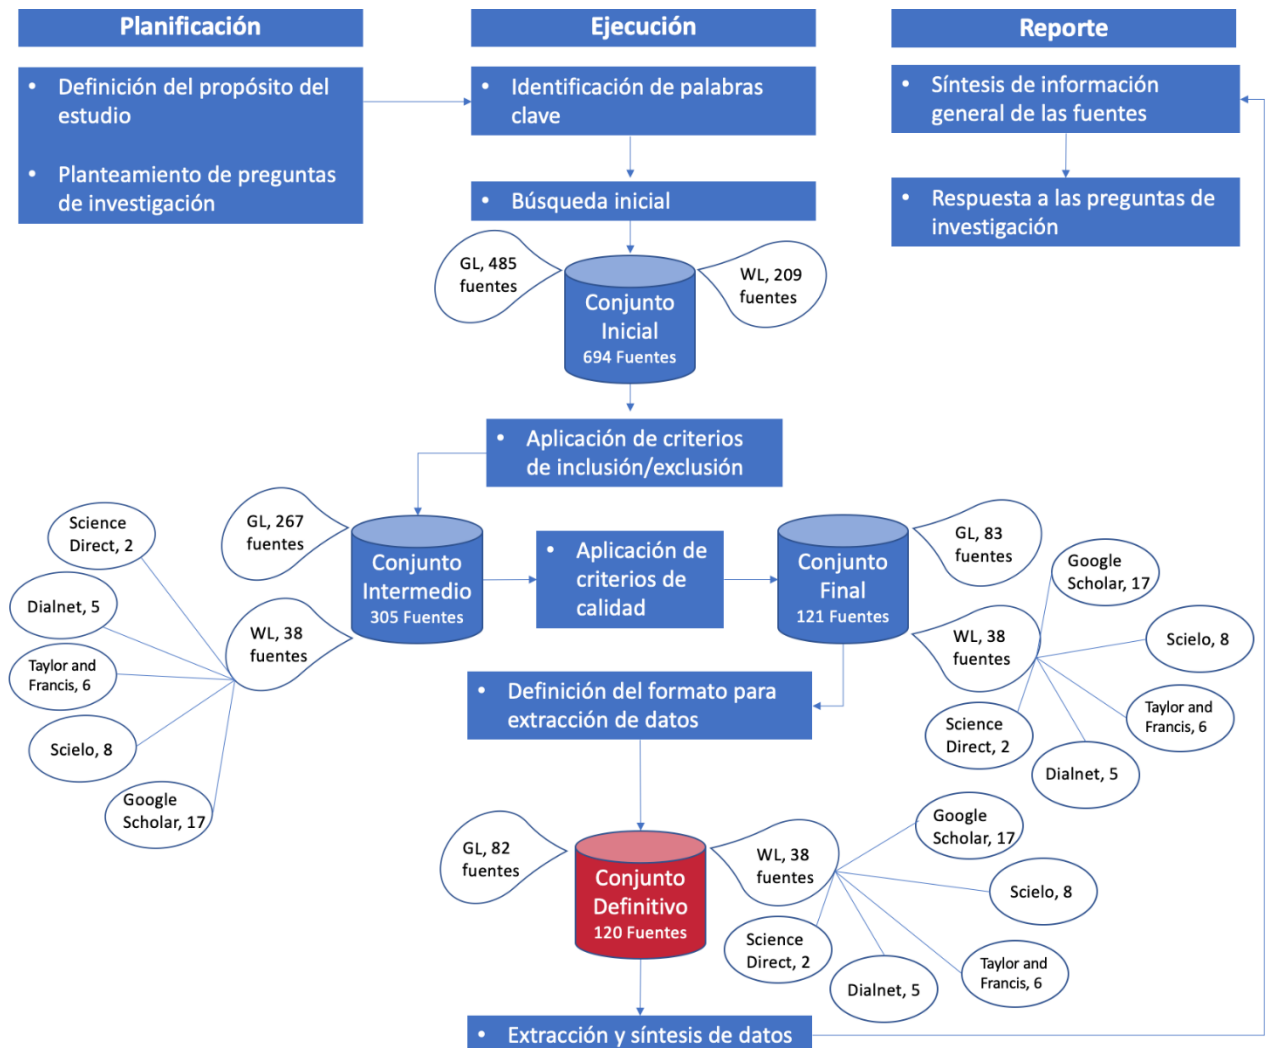 Planificación
Ejecución
Reporte
• Definición del propósito del
estudio
• Planteamiento de preguntas
de investigación
• Identificación de palabras
clave
• Síntesis de información
general de las fuentes
• Búsqueda inicial
• Respuesta a las preguntas de
investigación
GL, 485
fuentes
WL, 209
fuentes
Conjunto
Inicial
694 Fuentes
• Aplicación de criterios
de inclusión/exclusión
Science
Direct, 2
Dialnet, 5
Taylor and
Francis, 6
Scielo, 8
Google
Scholar, 17
GL, 267
fuentes
WL, 38
fuentes
Conjunto
Intermedio
305 Fuentes
• Aplicación de
criterios de
calidad
Conjunto
Final
121 Fuentes
GL, 83
fuentes
WL, 38
fuentes
Google
Scholar, 17
Scielo, 8
Taylor and
Francis, 6
Dialnet, 5
Science
Direct, 2
• Definición del formato para
extracción de datos
GL, 82
fuentes
Conjunto
Definitivo
120 Fuentes
WL, 38
fuentes
Google
Scholar, 17
Scielo, 8
Taylor and
Francis, 6
Dialnet, 5
Science
Direct, 2
• Extracción y síntesis de datos